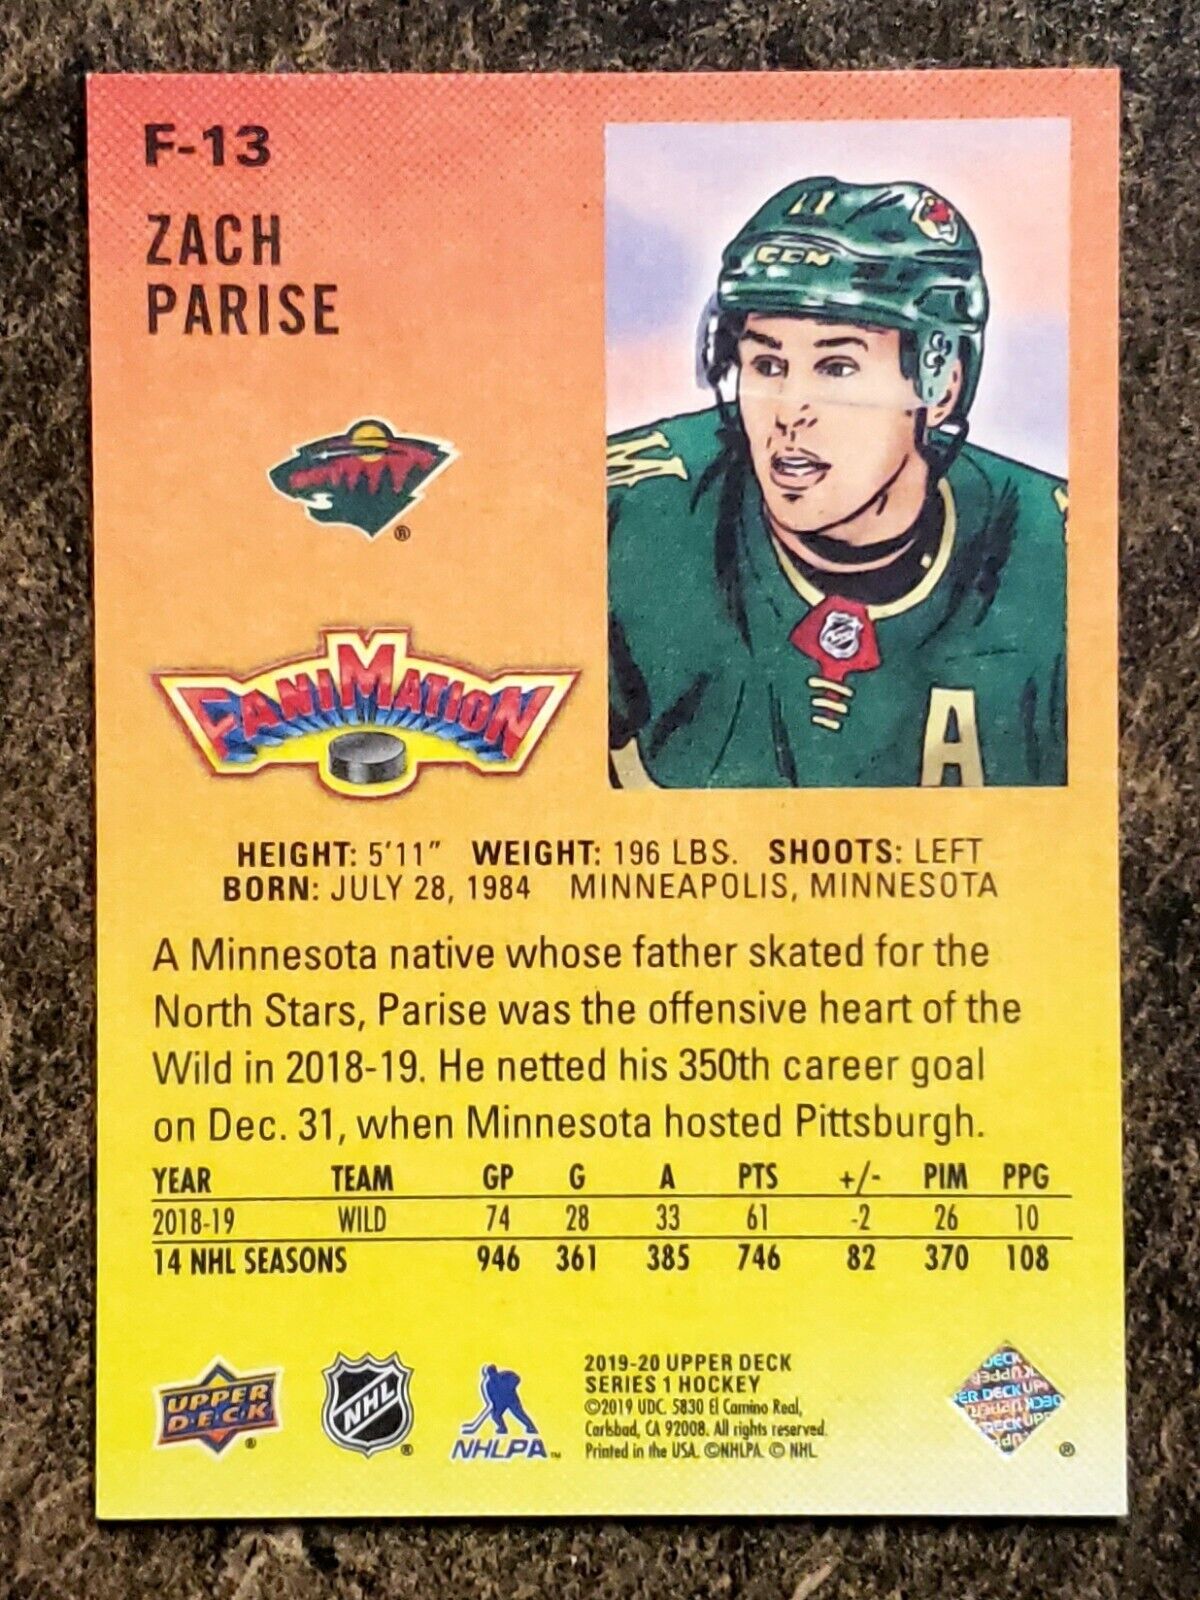 F-13
ZACH
PARISE
11
CCM
M
A
®
FANIMATION
HEIGHT: 5'11" WEIGHT: 196 LBS. SHOOTS: LEFT
BORN: JULY 28, 1984 MINNEAPOLIS, MINNESOTA
A Minnesota native whose father skated for the
North Stars, Parise was the offensive heart of the
Wild in 2018-19. He netted his 350th career goal
on Dec. 31, when Minnesota hosted Pittsburgh.
YEAR TEAM GP G A PTS +/- PIM PPG
2018-19 WILD 74 28 33 61 -2 26 10
14 NHL SEASONS 946 361 385 746 82 370 108
UPPER
DECK
®
NHL
®
NHLPA™
2019-20 UPPER DECK
SERIES 1 HOCKEY
©2019 UDC. 5830 El Camino Real,
Carlsbad, CA 92008. All rights reserved.
Printed in the USA. ©NHLPA. © NHL
®